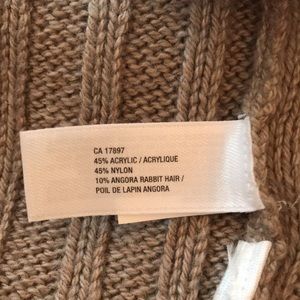 CA 17897
45% ACRYLIC / ACRYLIQUE
45% NYLON
10% ANGORA RABBIT HAIR /
POIL DE LAPIN ANGORA